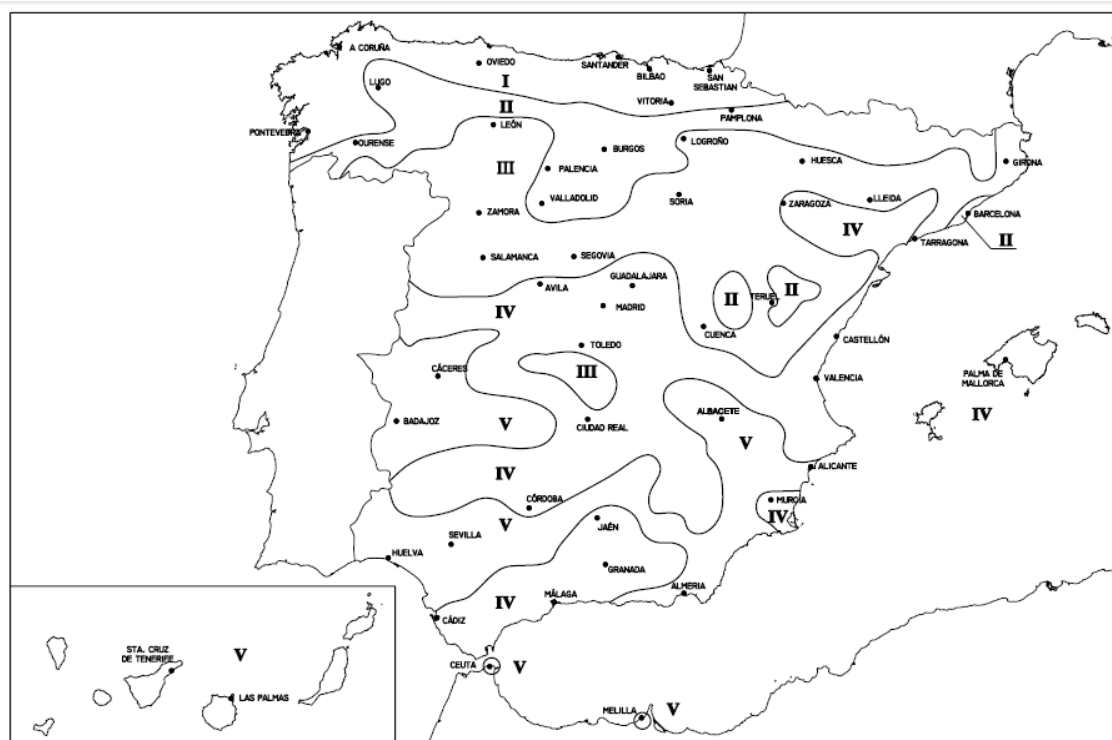 A CORUÑA
OVIEDO
SANTANDER
BILBAO
SAN
SEBASTIAN
LUGO
I
VITORIA
PAMPLONA
II
PONTEVEDRA
LEÓN
OURENSE
BURGOS
LOGROÑO
HUESCA
GIRONA
III
PALENCIA
ZAMORA
VALLADOLID
SORIA
ZARAGOZA
LLEIDA
BARCELONA
IV
TARRAGONA
II
SALAMANCA
SEGOVIA
AVILA
GUADALAJARA
TERUEL
II
II
IV
MADRID
CUENCA
CASTELLÓN
TOLEDO
CÁCERES
III
VALENCIA
PALMA DE
MALLORCA
IV
BADAJOZ
V
CIUDAD REAL
ALBACETE
V
IV
ALICANTE
CÓRDOBA
MURCIA
IV
V
JAÉN
SEVILLA
HUELVA
GRANADA
ALMERIA
IV
MÁLAGA
CÁDIZ
STA. CRUZ
DE TENERIFE
V
LAS PALMAS
CEUTA
V
MELILLA
V